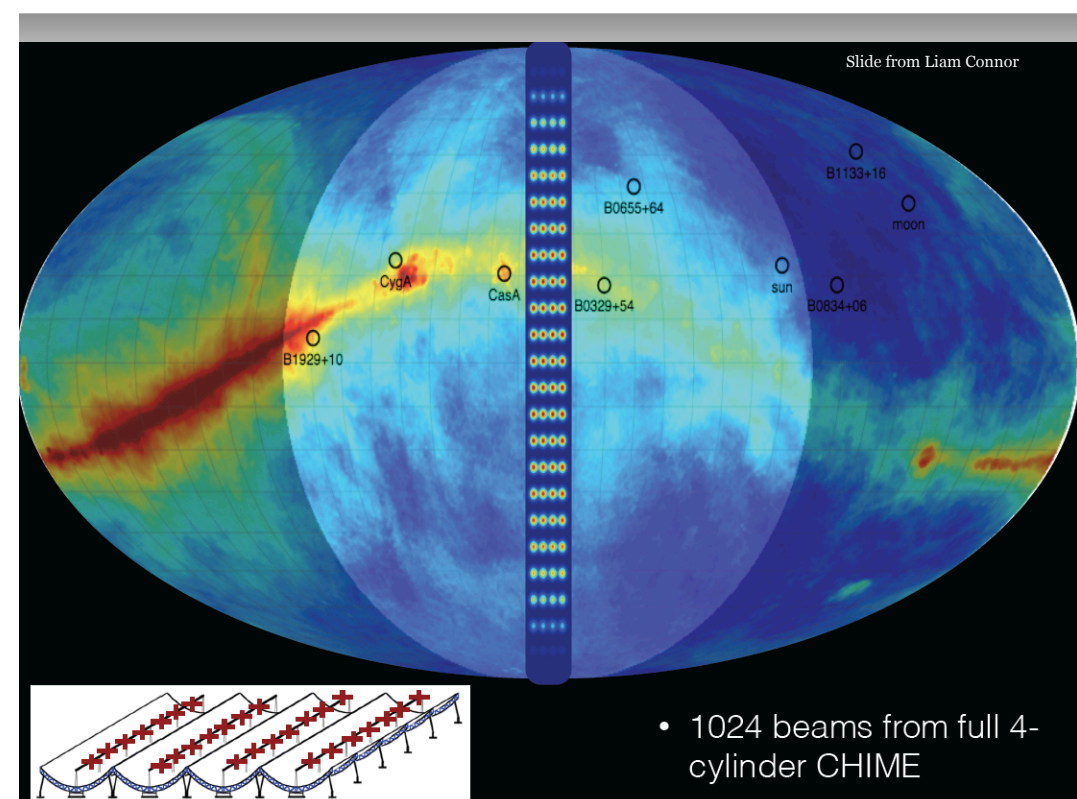 Slide from Liam Connor
B1133+16
B0655+64
moon
CygA
CasA
sun
B0329+54
B0834+06
B1929+10
• 1024 beams from full 4-
cylinder CHIME